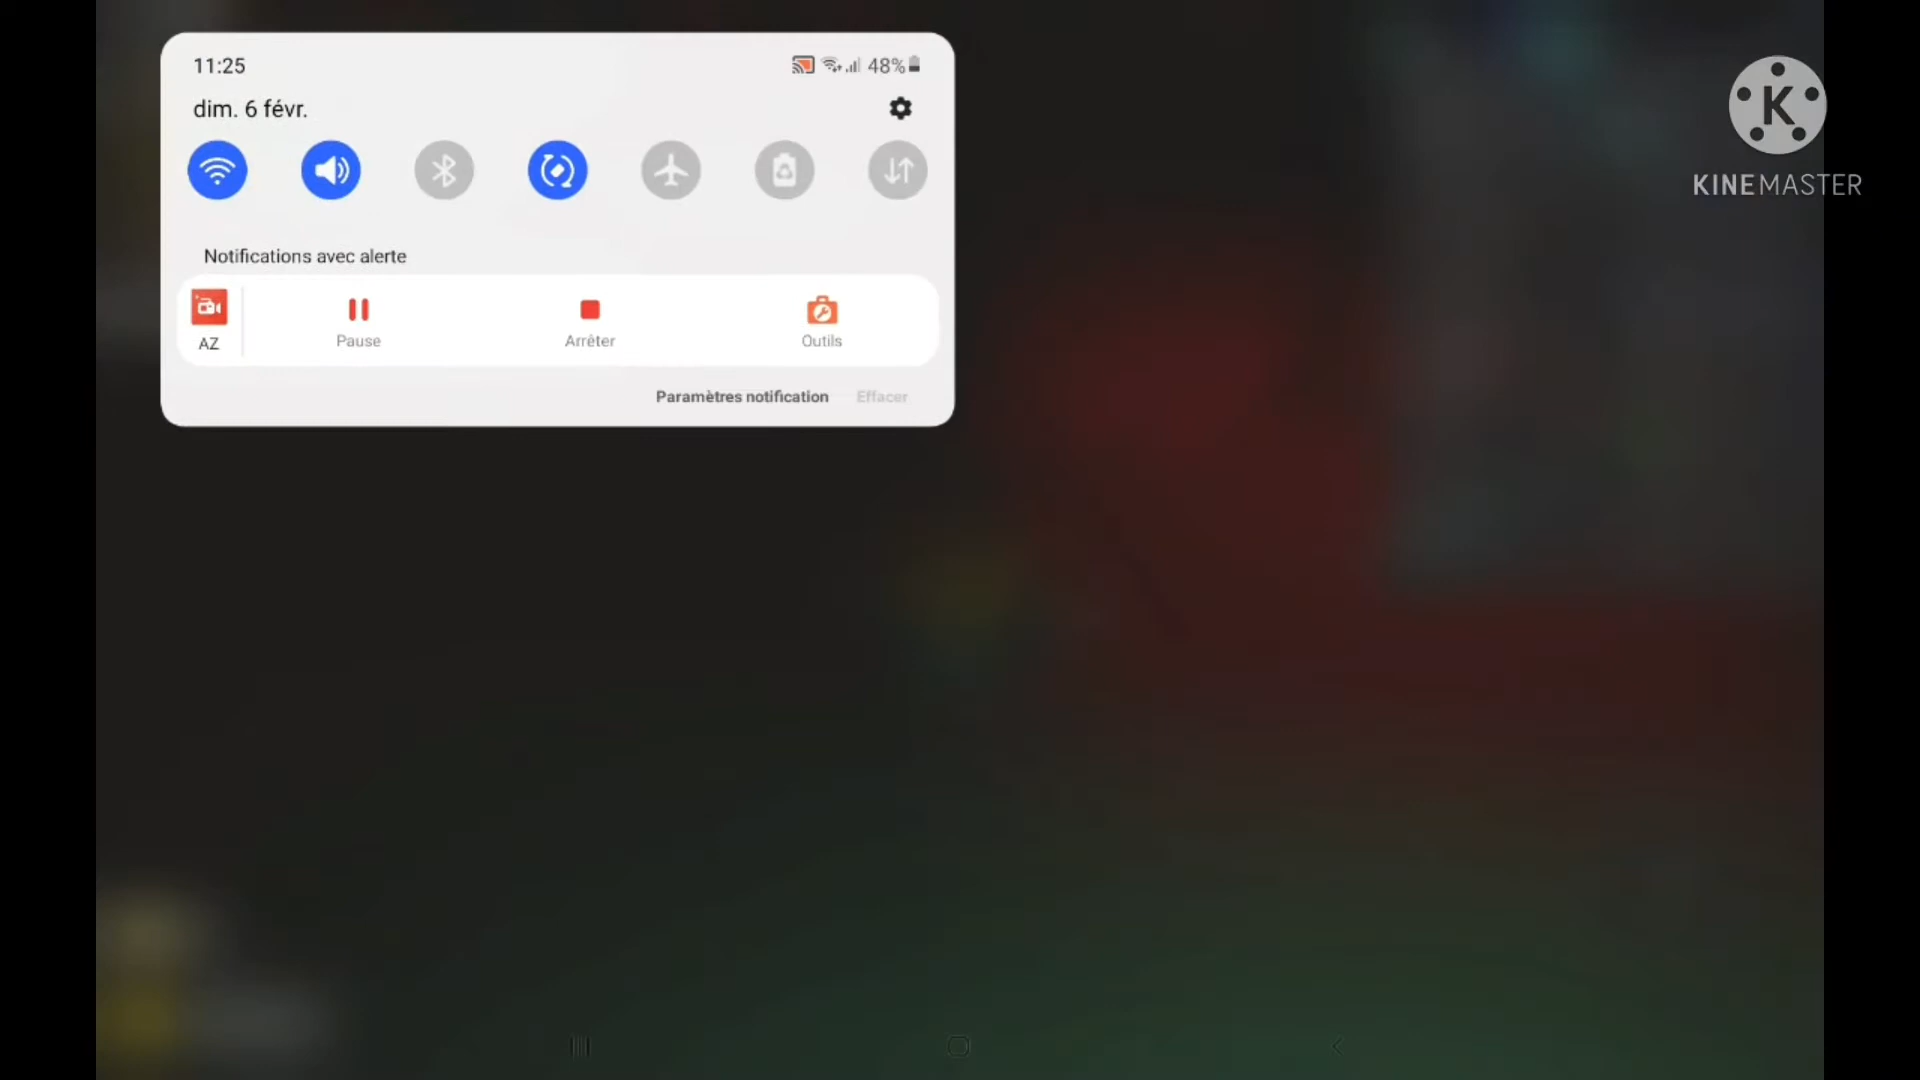 11:25
48%
dim. 6 févr.
K
KINEMASTER
Notifications avec alerte
AZ
Pause
Arrêter
Outils
Paramètres notification
Effacer